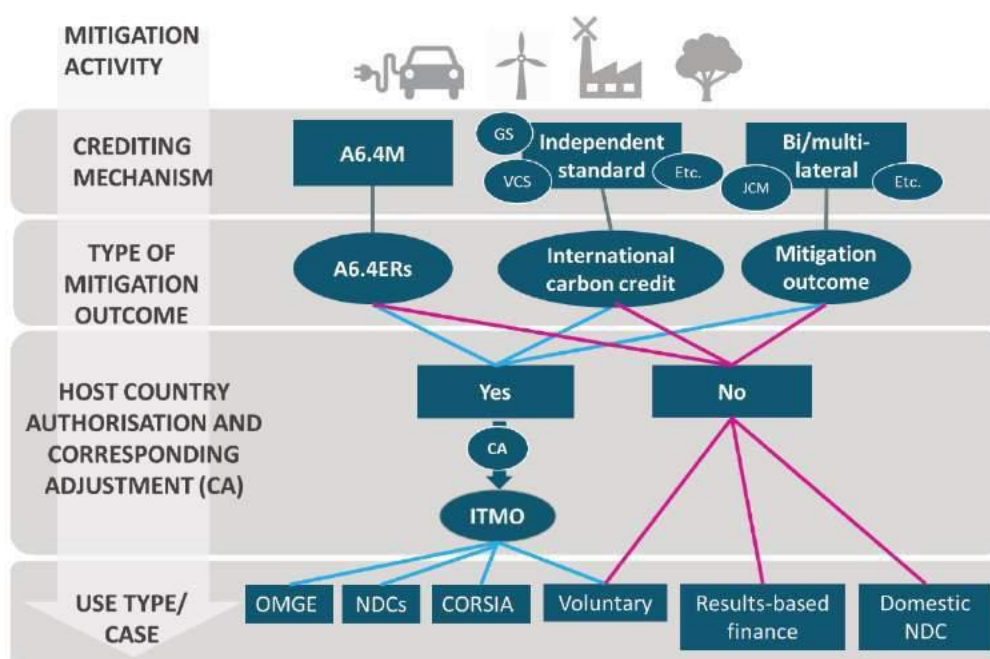 MITIGATION
ACTIVITY
CREDITING
MECHANISM
A6.4M
GS
VCS
Independent
standard
Etc.
Bi/multi-
lateral
JCM
Etc.
TYPE OF
MITIGATION
OUTCOME
A6.4ERs
International
carbon credit
Mitigation
outcome
HOST COUNTRY
AUTHORISATION AND
CORRESPONDING
ADJUSTMENT (CA)
Yes
No
CA
ITMO
USE TYPE/
CASE
OMGE
NDCs
CORSIA
Voluntary
Results-based
finance
Domestic
NDC